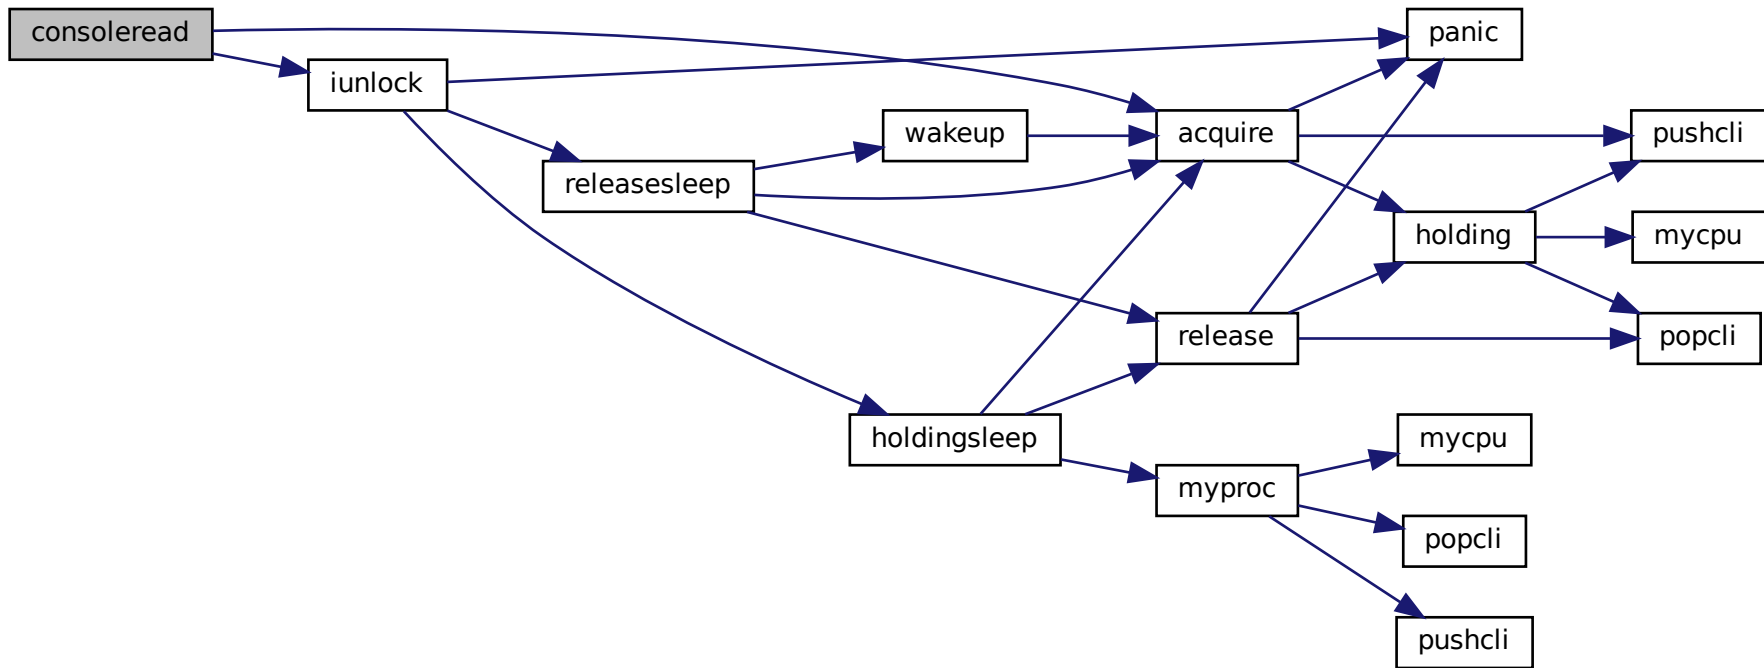 consoleread
panic
iunlock
wakeup
acquire
pushcli
releasesleep
holding
mycpu
release
popcli
holdingsleep
mycpu
myproc
popcli
pushcli